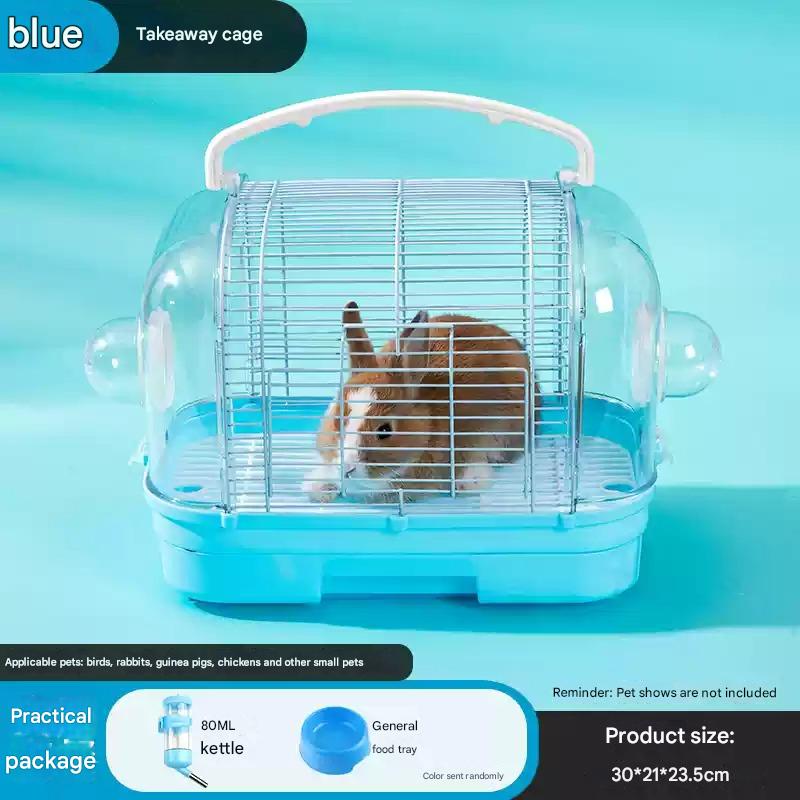 blue
Takeaway cage
Applicable pets: birds, rabbits, guinea pigs, chickens and other small pets
Reminder: Pet shows are not included
Practical
package
80ML
kettle
General
food tray
Color sent randomly
Product size:
30*21*23.5cm